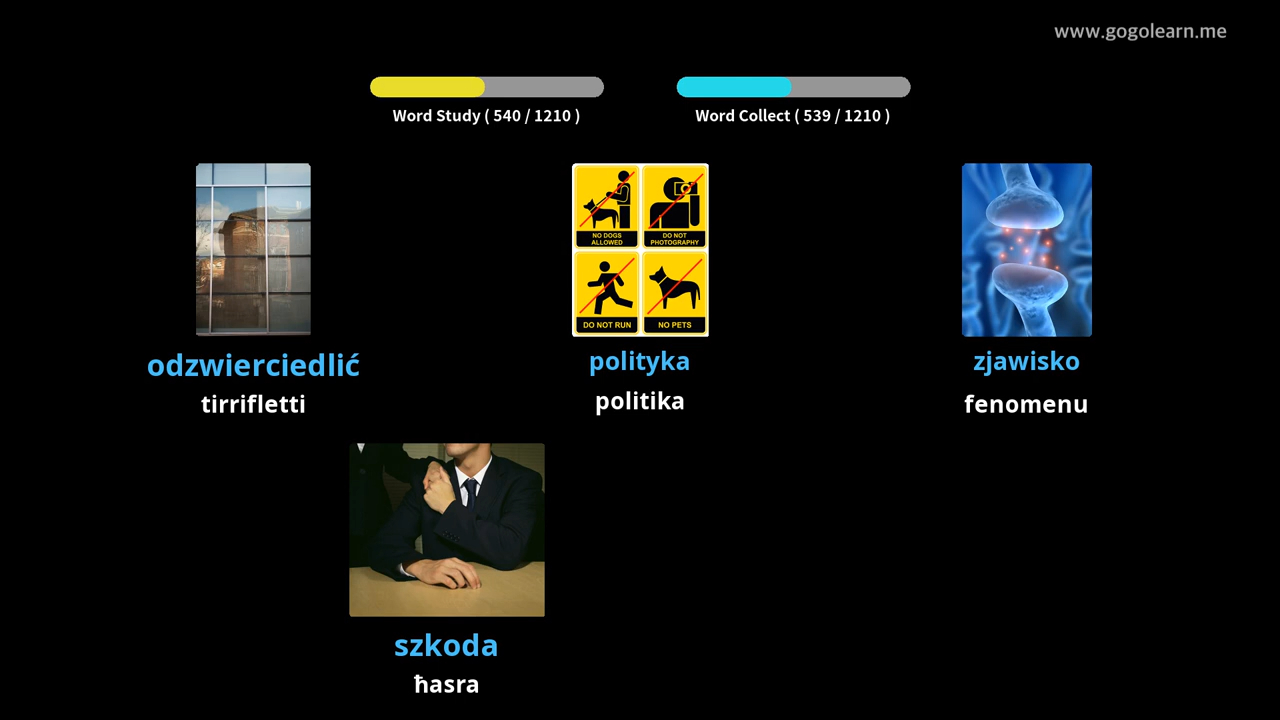 www.gogolearn.me
Word Study ( 540 / 1210 )
Word Collect ( 539 / 1210 )
NO DOGS
ALLOWED
DO NOT
PHOTOGRAPHY
DO NOT RUN
NO PETS
odzwierciedlić
polityka
zjawisko
tirrifletti
politika
fenomenu
szkoda
ħasra